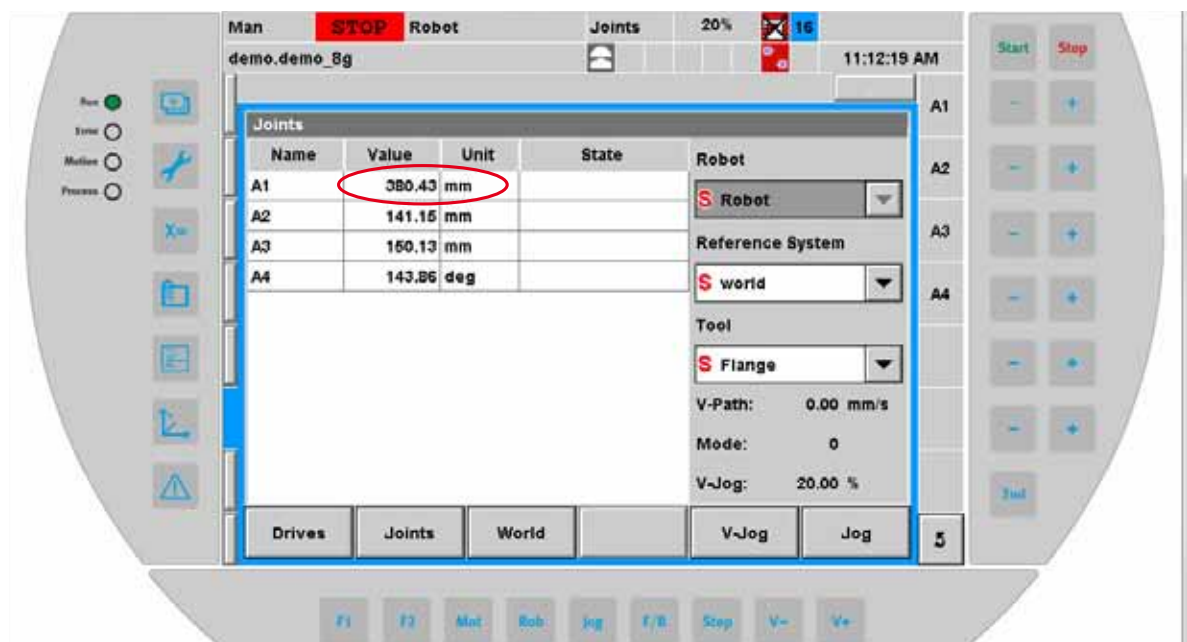 Man STOP Robot Joints 20% 16
demo.demo_8g 11:12:19 AM
Start Stop
Run
Error
Motion
Process
A1 - +
Joints
Name Value Unit State
Robot
A1 380.43 mm
S Robot
A2 - +
A2 141.15 mm
A3 150.13 mm
Reference System
A3 - +
X=
A4 143.86 deg
S world
A4 - +
Tool
S Flange
- +
V-Path: 0.00 mm/s
Mode: 0
- +
V-Jog: 20.00 %
2nd
Drives Joints World V-Jog Jog 5
F1 F2 Mot Rob Jog F/B Step V- V+